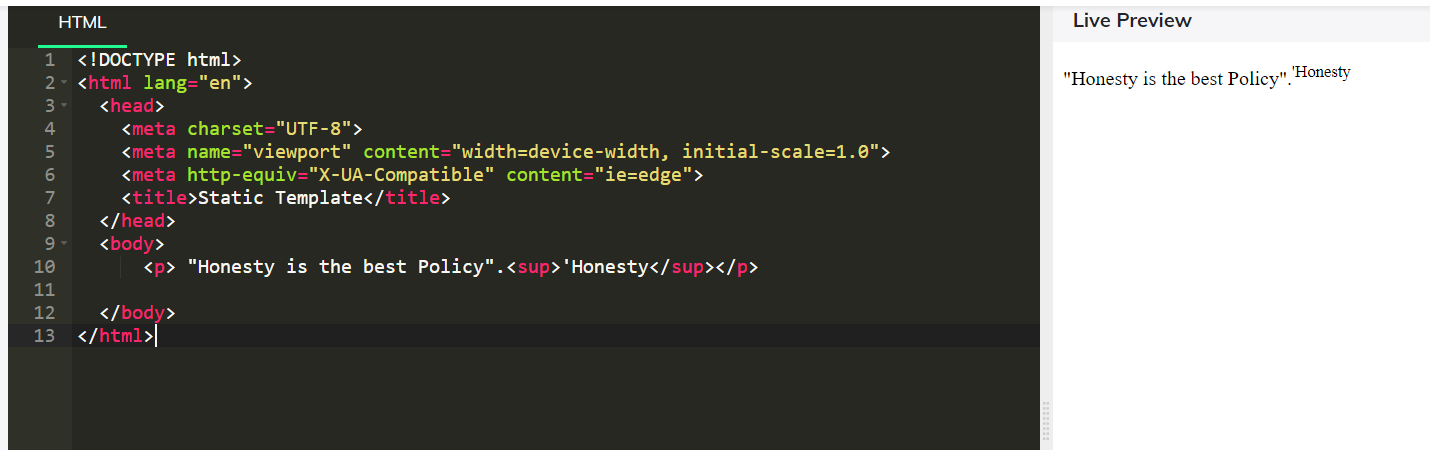 HTML
1 <!DOCTYPE html>
2 <html lang="en">
3 <head>
4 <meta charset="UTF-8">
5 <meta name="viewport" content="width=device-width, initial-scale=1.0">
6 <meta http-equiv="X-UA-Compatible" content="ie=edge">
7 <title>Static Template</title>
8 </head>
9 <body>
10 <p> "Honesty is the best Policy".<sup>'Honesty</sup></p>
11
12 </body>
13 </html>
Live Preview
"Honesty is the best Policy".'Honesty